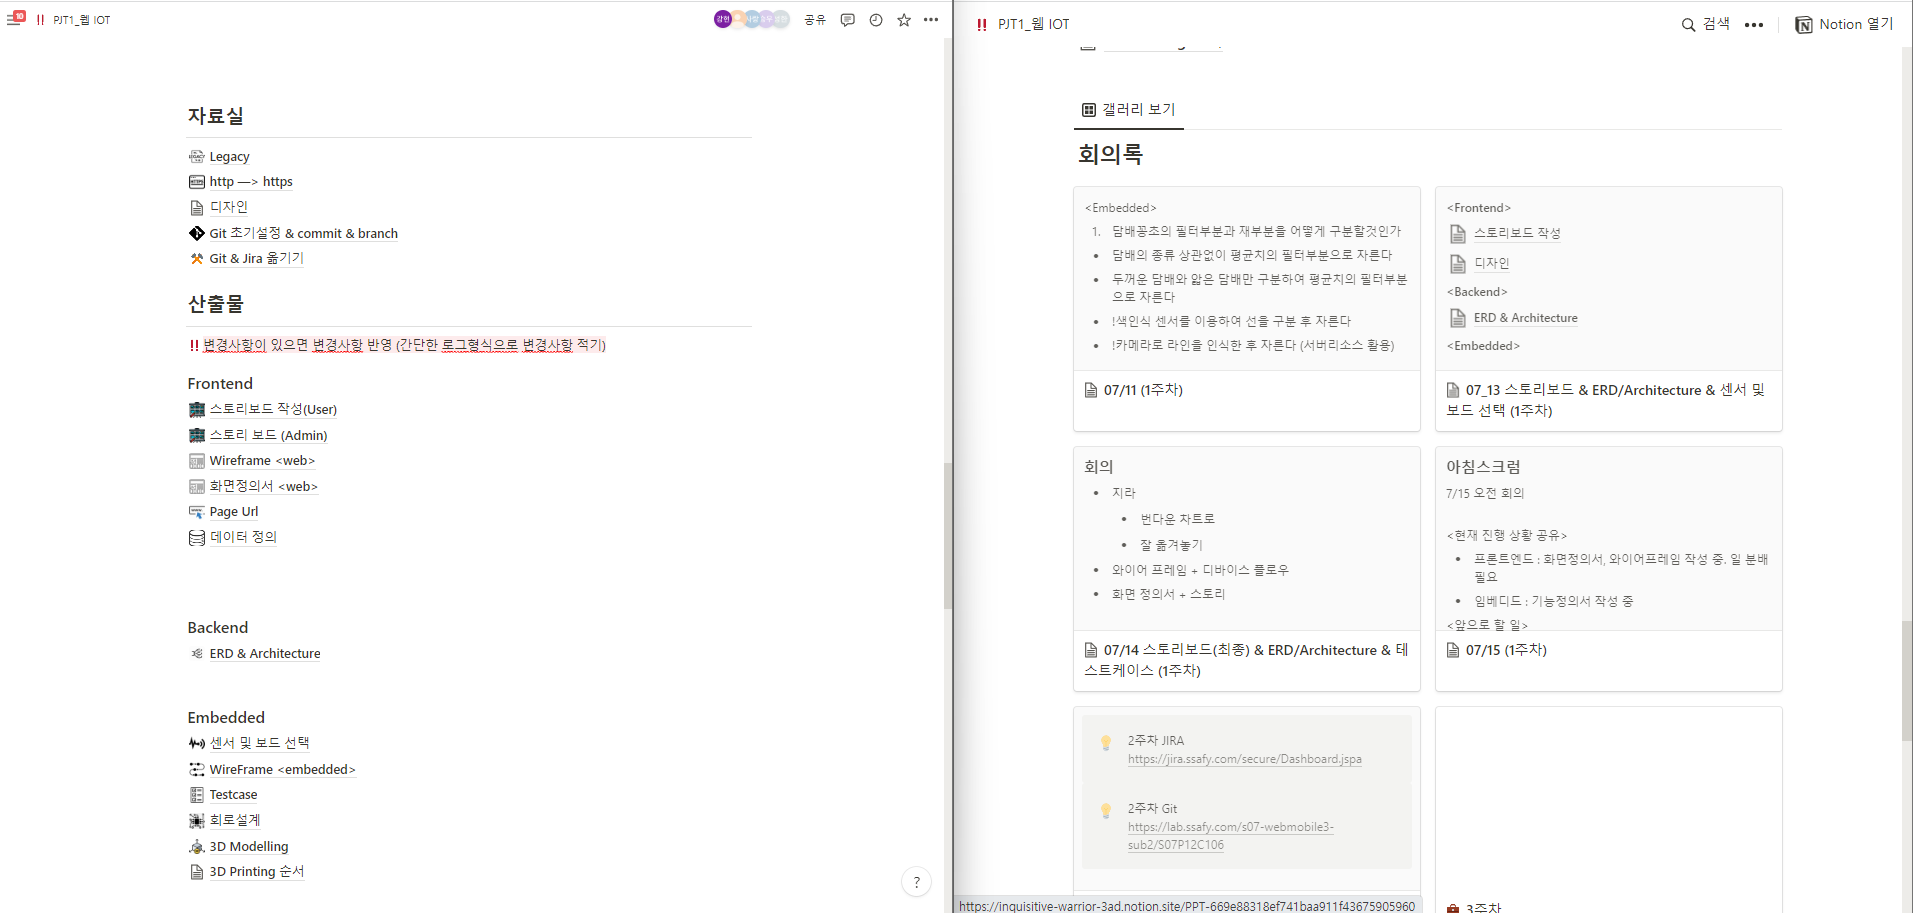 10
PJT1_웹 IOT
강현
공유
자료실
Legacy
http —> https
디자인
Git 초기설정 & commit & branch
Git & Jira 옮기기
산출물
변경사항이 있으면 변경사항 반영 (간단한 로그형식으로 변경사항 적기)
Frontend
스토리보드 작성(User)
스토리 보드 (Admin)
Wireframe <web>
화면정의서 <web>
Page Url
데이터 정의
Backend
ERD & Architecture
Embedded
센서 및 보드 선택
WireFrame <embedded>
Testcase
회로설계
3D Modelling
3D Printing 순서
?
PJT1_웹 IOT
검색
Notion 열기
갤러리 보기
회의록
<Embedded>
1. 담배꽁초의 필터부분과 재부분을 어떻게 구분할것인가
• 담배의 종류 상관없이 평균치의 필터부분으로 자른다
• 두꺼운 담배와 얇은 담배만 구분하여 평균치의 필터부분
으로 자른다
• !색인식 센서를 이용하여 선을 구분 후 자른다
• !카메라로 라인을 인식한 후 자른다 (서버리소스 활용)
07/11 (1주차)
<Frontend>
스토리보드 작성
디자인
<Backend>
ERD & Architecture
<Embedded>
07_13 스토리보드 & ERD/Architecture & 센서 및
보드 선택 (1주차)
회의
• 지라
• 번다운 차트로
• 잘 옮겨놓기
• 와이어 프레임 + 디바이스 플로우
• 화면 정의서 + 스토리
07/14 스토리보드(최종) & ERD/Architecture & 테
스트케이스 (1주차)
아침스크럼
7/15 오전 회의
<현재 진행 상황 공유>
• 프론트엔드 : 화면정의서, 와이어프레임 작성 중. 일 분배
필요
• 임베디드 : 기능정의서 작성 중
<앞으로 할 일>
07/15 (1주차)
2주차 JIRA
https://jira.ssafy.com/secure/Dashboard.jspa
2주차 Git
https://lab.ssafy.com/s07-webmobile3-
sub2/S07P12C106
3주차
https://inquisitive-warrior-3ad.notion.site/PPT-669e88318ef741baa911f43675905960